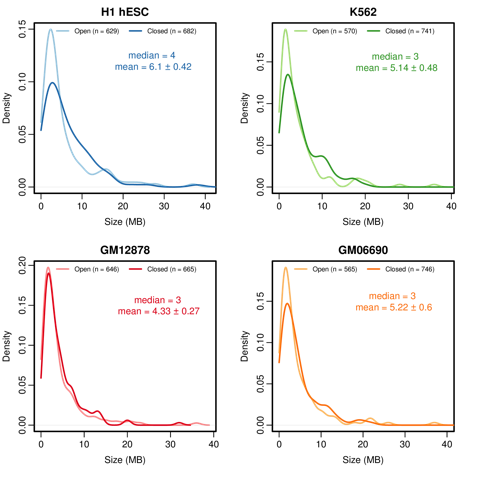 H1 hESC
Open (n = 629) Closed (n = 682)
median = 4
mean = 6.1 ± 0.42
Density
0.00 0.05 0.10 0.15
0 10 20 30 40
Size (MB)
K562
Open (n = 570) Closed (n = 741)
median = 3
mean = 5.14 ± 0.48
Density
0.00 0.05 0.10 0.15
0 10 20 30 40
Size (MB)
GM12878
Open (n = 646) Closed (n = 665)
median = 3
mean = 4.33 ± 0.27
Density
0.00 0.05 0.10 0.15 0.20
0 10 20 30 40
Size (MB)
GM06690
Open (n = 565) Closed (n = 746)
median = 3
mean = 5.22 ± 0.6
Density
0.00 0.05 0.10 0.15
0 10 20 30 40
Size (MB)